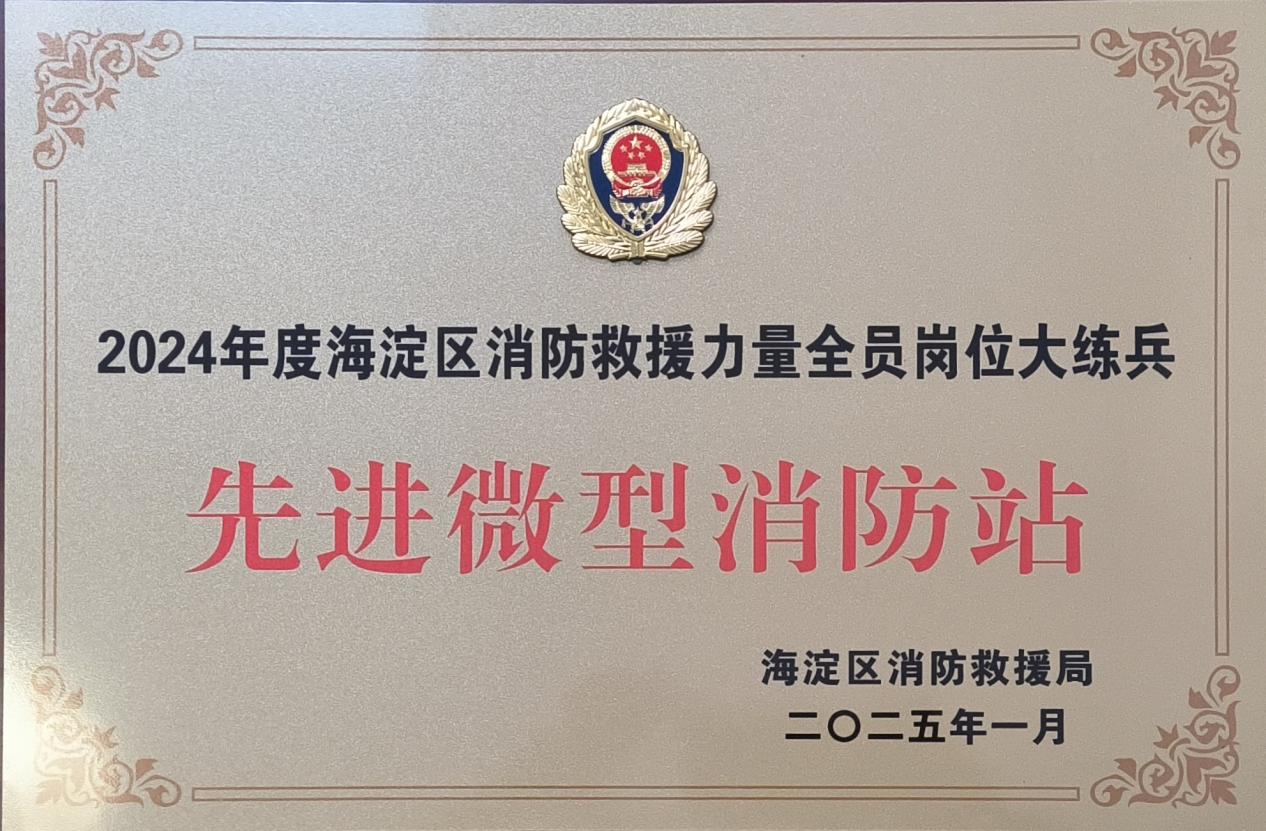 2024年度海淀区消防救援力量全员岗位大练兵
先进微型消防站
海淀区消防救援局
二〇二五年一月